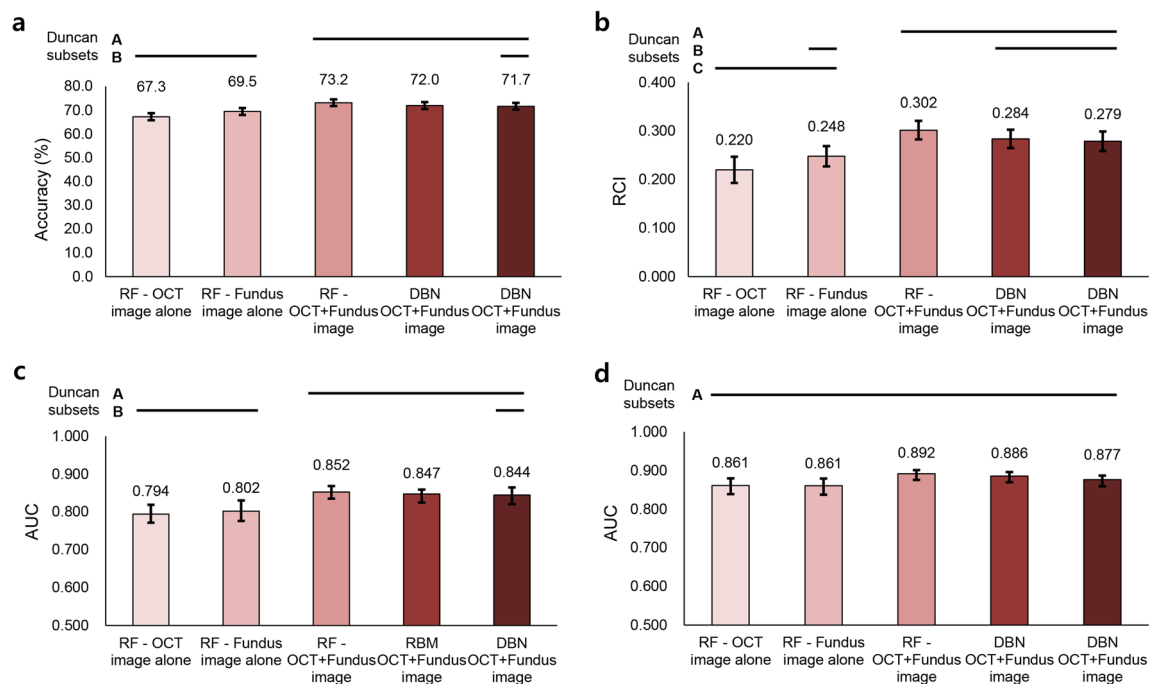 a
Duncan subsets
A
B
67.3
69.5
73.2
72.0
71.7
80.0
70.0
60.0
50.0
40.0
30.0
20.0
10.0
0.0
Accuracy (%)
RF - OCT image alone
RF - Fundus image alone
RF - OCT+Fundus image
DBN OCT+Fundus image
DBN OCT+Fundus image
b
Duncan subsets
A
B
C
0.220
0.248
0.302
0.284
0.279
0.400
0.300
0.200
0.100
0.000
RCI
RF - OCT image alone
RF - Fundus image alone
RF - OCT+Fundus image
DBN OCT+Fundus image
DBN OCT+Fundus image
c
Duncan subsets
A
B
0.794
0.802
0.852
0.847
0.844
1.000
0.900
0.800
0.700
0.600
0.500
AUC
RF - OCT image alone
RF - Fundus image alone
RF - OCT+Fundus image
RBM OCT+Fundus image
DBN OCT+Fundus image
d
Duncan subsets
A
0.861
0.861
0.892
0.886
0.877
1.000
0.900
0.800
0.700
0.600
0.500
AUC
RF - OCT image alone
RF - Fundus image alone
RF - OCT+Fundus image
DBN OCT+Fundus image
DBN OCT+Fundus image